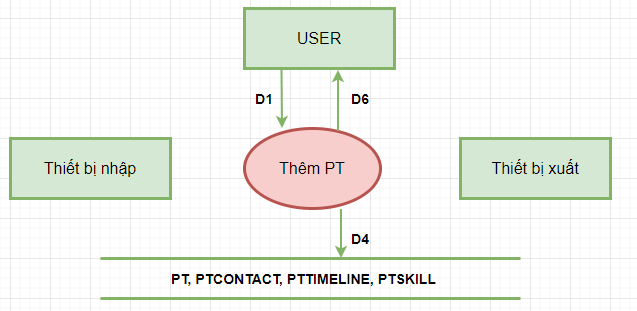 USER
D1
D6
Thiết bị nhập
Thêm PT
Thiết bị xuất
D4
PT, PTCONTACT, PTTIMELINE, PTSKILL